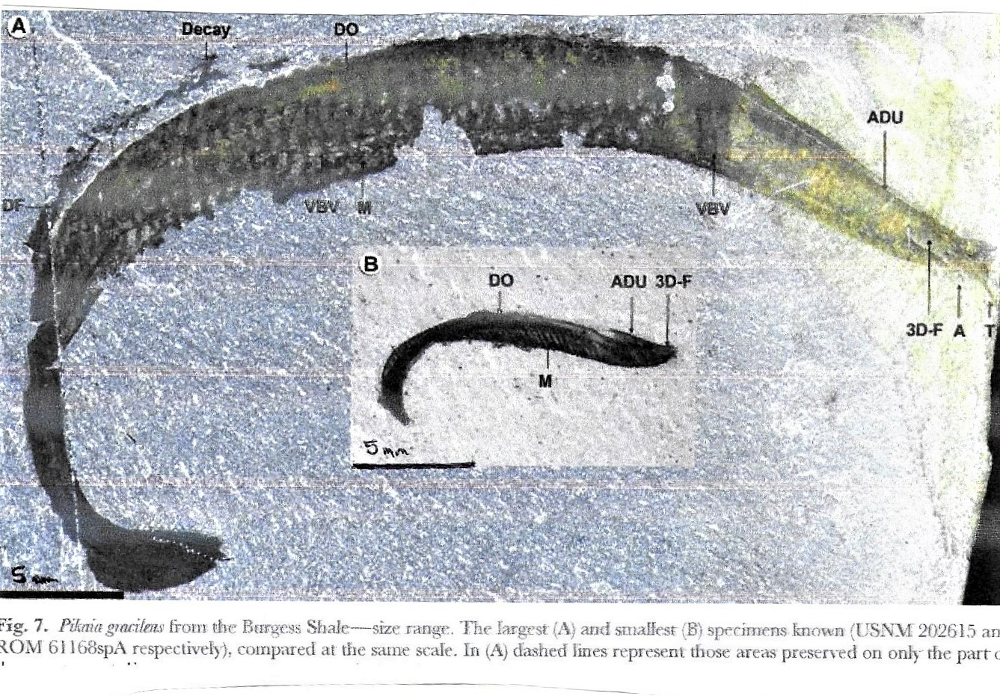 A
Decay DO
ADU
DF VBV M VBV
B
DO ADU 3D-F
3D-F A T
M
5 mm
5 mm
Fig. 7. Pikaia gracilens from the Burgess Shale—size range. The largest (A) and smallest (B) specimens known (USNM 202615 an
ROM 61168spA respectively), compared at the same scale. In (A) dashed lines represent those areas preserved on only the part